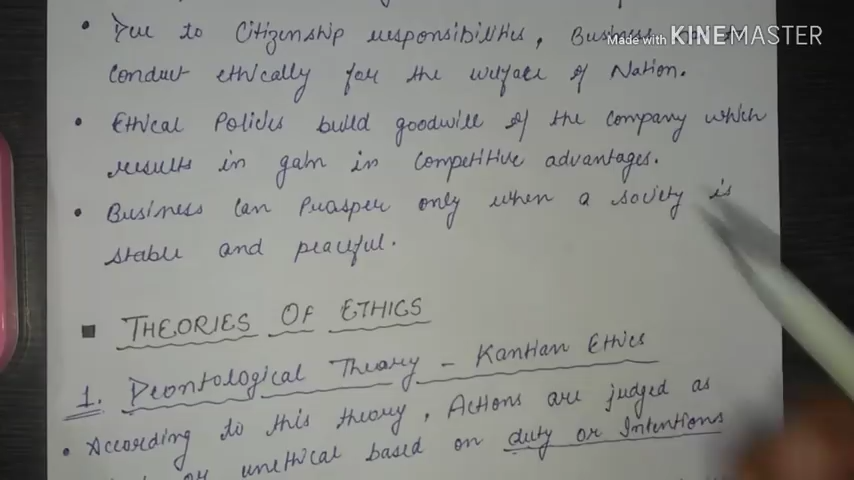 • Due to Citizenship responsibilities, Business
Made with KINEMASTER
conduct ethically for the welfare of Nation.
• Ethical Policies build goodwill of the company which
results in gain in competitive advantages.
• Business can Prosper only when a society is
stable and peaceful.
■ THEORIES OF ETHICS
1. Deontological Theory - Kantian Ethics
• According to this theory, Actions are judged as
or unethical based on duty or Intentions